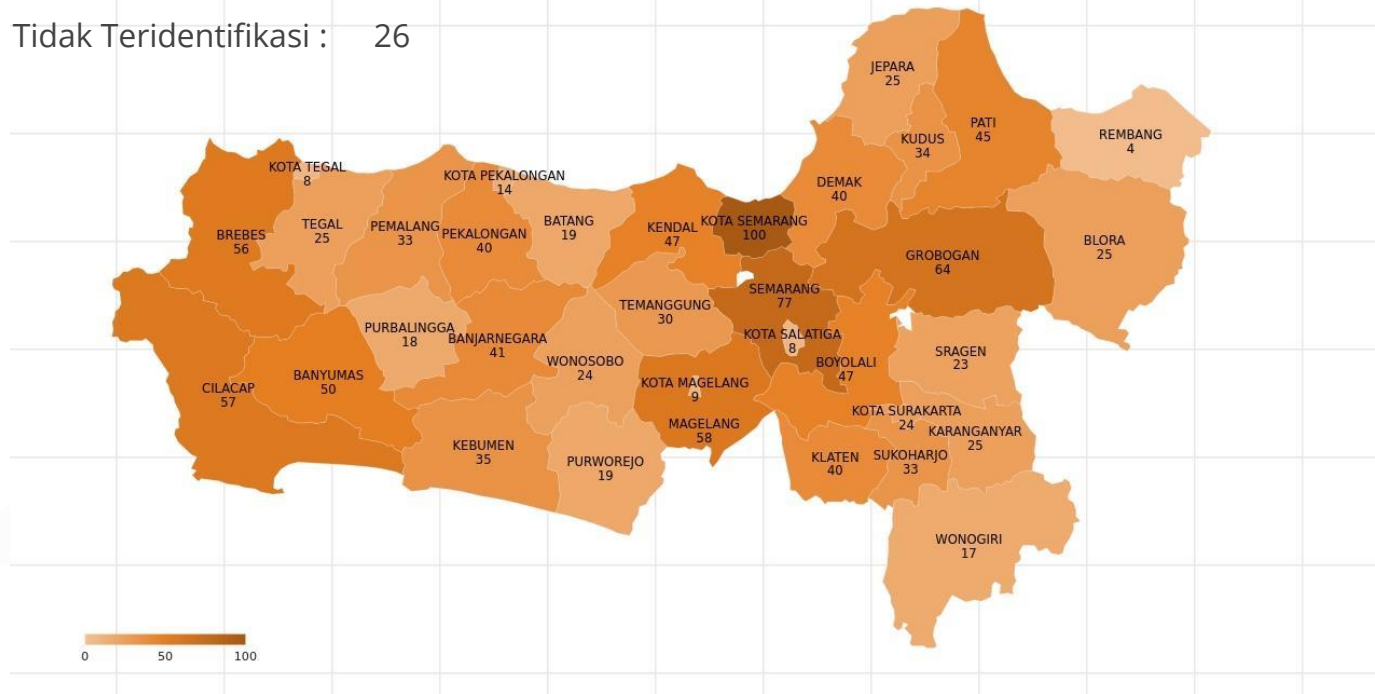 Tidak Teridentifikasi : 26
JEPARA
25
PATI
45
KUDUS
34
REMBANG
4
KOTA TEGAL
8
KOTA PEKALONGAN
14
DEMAK
40
BREBES
56
TEGAL
25
PEMALANG
33
PEKALONGAN
40
BATANG
19
KENDAL
47
KOTA SEMARANG
100
GROBOGAN
64
BLORA
25
SEMARANG
77
TEMANGGUNG
30
PURBALINGGA
18
BANJARNEGARA
41
KOTA SALATIGA
8
WONOSOBO
24
BOYOLALI
47
SRAGEN
23
CILACAP
57
BANYUMAS
50
KOTA MAGELANG
9
MAGELANG
58
KOTA SURAKARTA
24
KARANGANYAR
25
KEBUMEN
35
PURWOREJO
19
KLATEN
40
SUKOHARJO
33
WONOGIRI
17
0 50 100